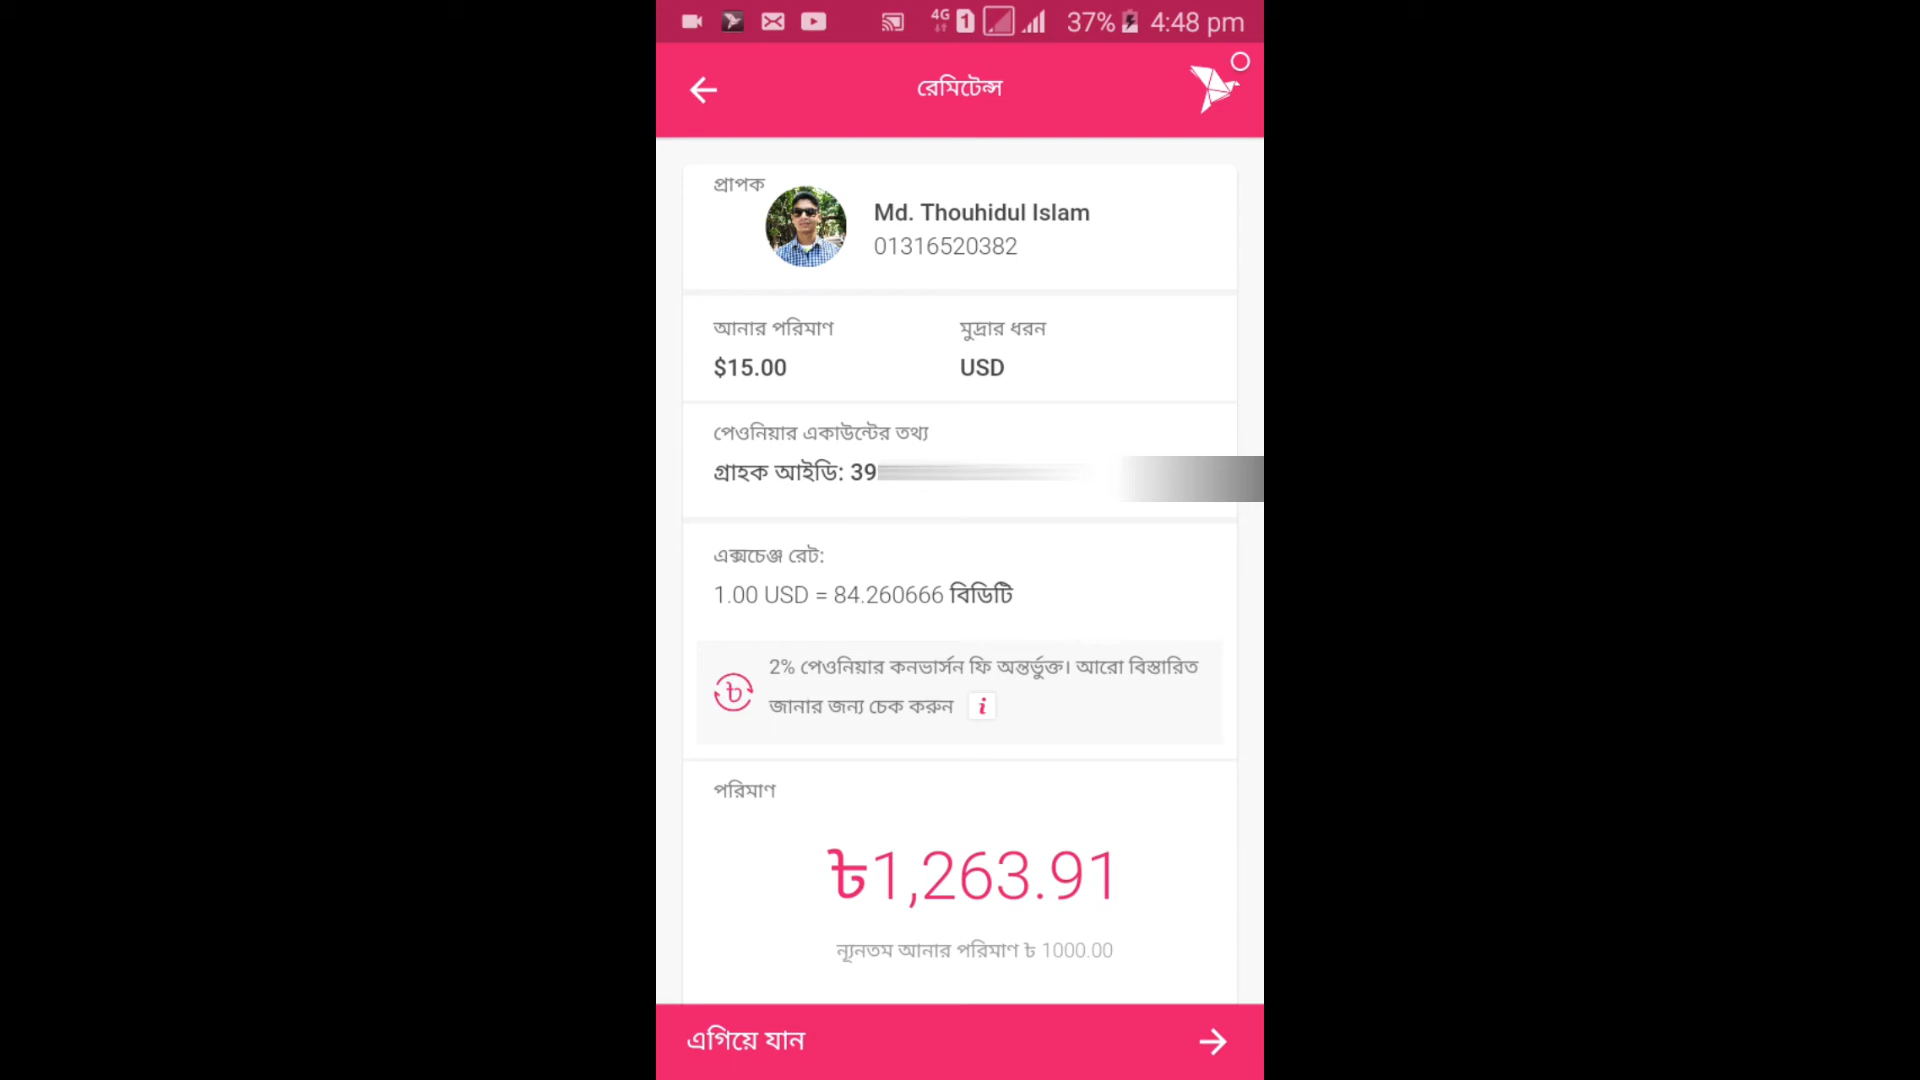 4G 1 37% 4:48 pm
রেমিটেন্স
প্রাপক
Md. Thouhidul Islam
01316520382
আনার পরিমাণ মুদ্রার ধরন
$15.00 USD
পেওনিয়ার একাউন্টের তথ্য
গ্রাহক আইডি: 39
এক্সচেঞ্জ রেট:
1.00 USD = 84.260666 বিডিটি
2% পেওনিয়ার কনভার্সন ফি অন্তর্ভুক্ত। আরো বিস্তারিত
জানার জন্য চেক করুন i
পরিমাণ
৳1,263.91
ন্যূনতম আনার পরিমাণ ৳ 1000.00
এগিয়ে যান